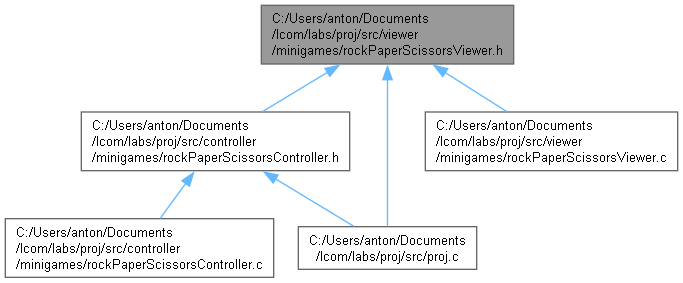 C:/Users/anton/Documents
/lcom/labs/proj/src/viewer
/minigames/rockPaperScissorsViewer.h
C:/Users/anton/Documents
/lcom/labs/proj/src/controller
/minigames/rockPaperScissorsController.h
C:/Users/anton/Documents
/lcom/labs/proj/src/viewer
/minigames/rockPaperScissorsViewer.c
C:/Users/anton/Documents
/lcom/labs/proj/src/controller
/minigames/rockPaperScissorsController.c
C:/Users/anton/Documents
/lcom/labs/proj/src/proj.c